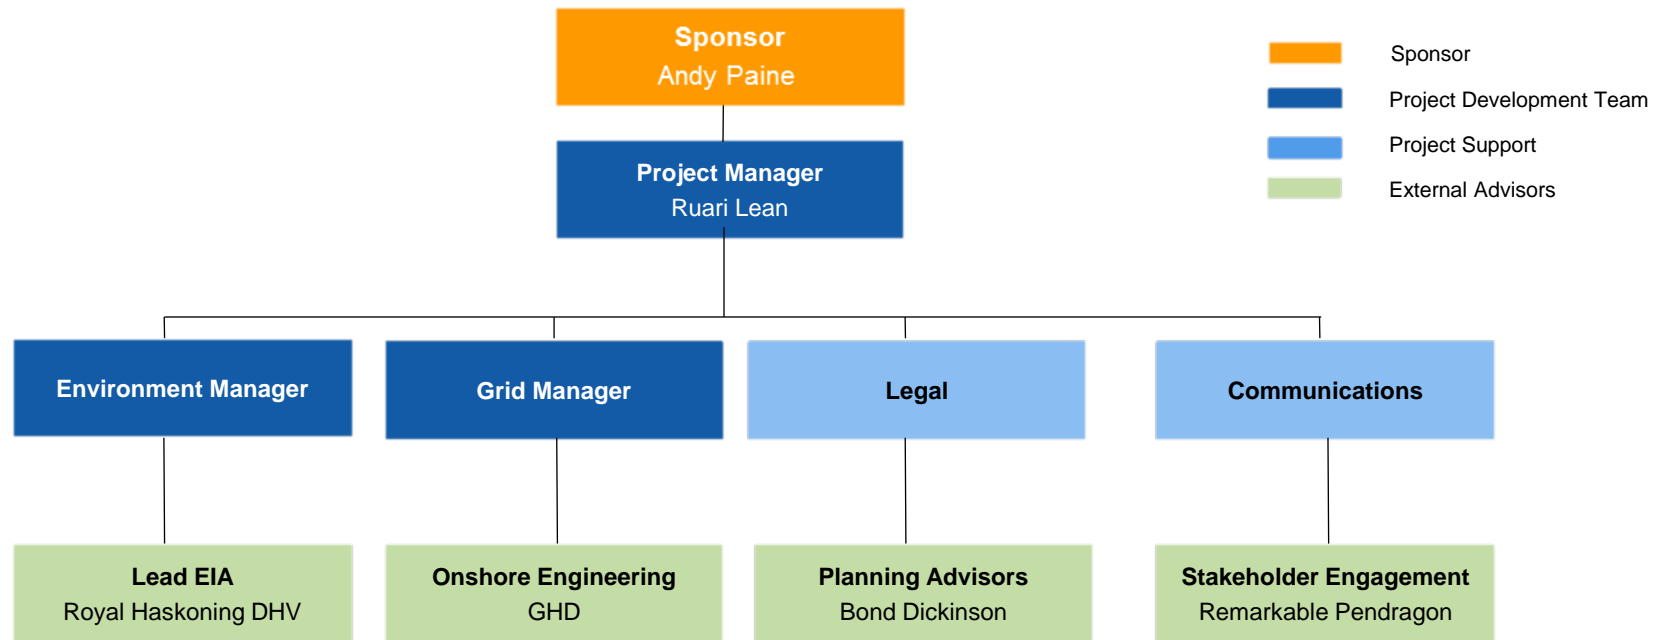 Sponsor
Andy Paine
Project Manager
Ruari Lean
Sponsor
Project Development Team
Project Support
External Advisors
Environment Manager
Grid Manager
Legal
Communications
Lead EIA
Royal Haskoning DHV
Onshore Engineering
GHD
Planning Advisors
Bond Dickinson
Stakeholder Engagement
Remarkable Pendragon